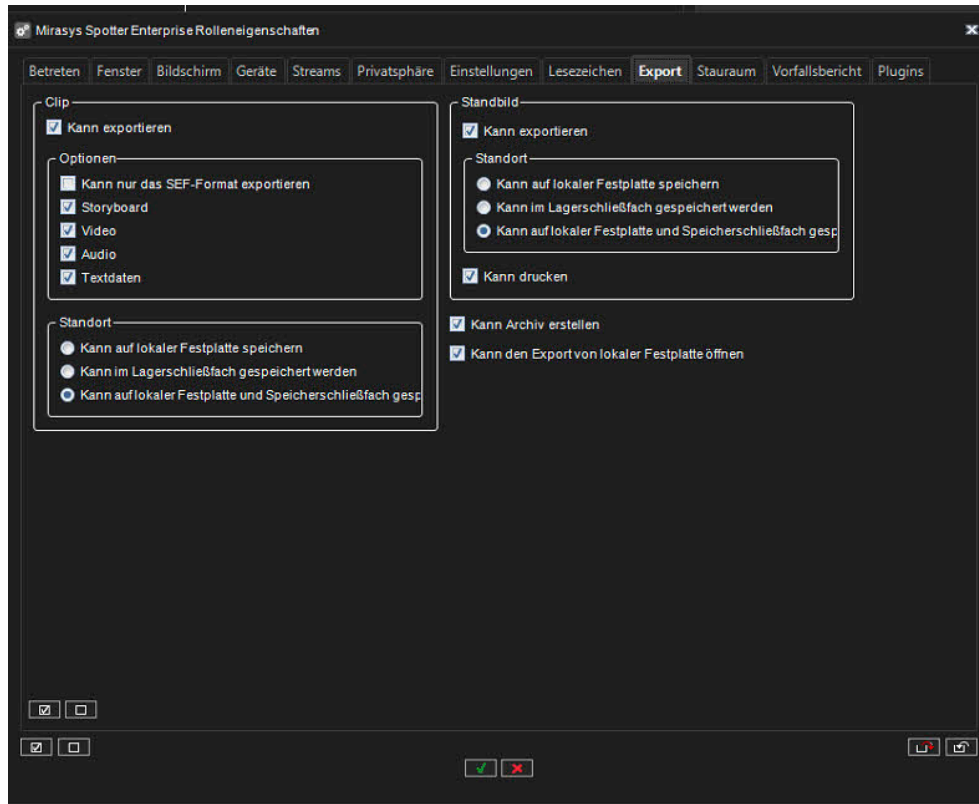 Mirasys Spotter Enterprise Rolleneigenschaften
Betreten Fenster Bildschirm Geräte Streams Privatsphäre Einstellungen Lesezeichen Export Stauraum Vorfallsbericht Plugins
Clip
Kann exportieren
Optionen
Kann nur das SEF-Format exportieren
Storyboard
Video
Audio
Textdaten
Standort
Kann auf lokaler Festplatte speichern
Kann im Lagerschließfach gespeichert werden
Kann auf lokaler Festplatte und Speicherschließfach gesp
Standbild
Kann exportieren
Standort
Kann auf lokaler Festplatte speichern
Kann im Lagerschließfach gespeichert werden
Kann auf lokaler Festplatte und Speicherschließfach gesp
Kann drucken
Kann Archiv erstellen
Kann den Export von lokaler Festplatte öffnen